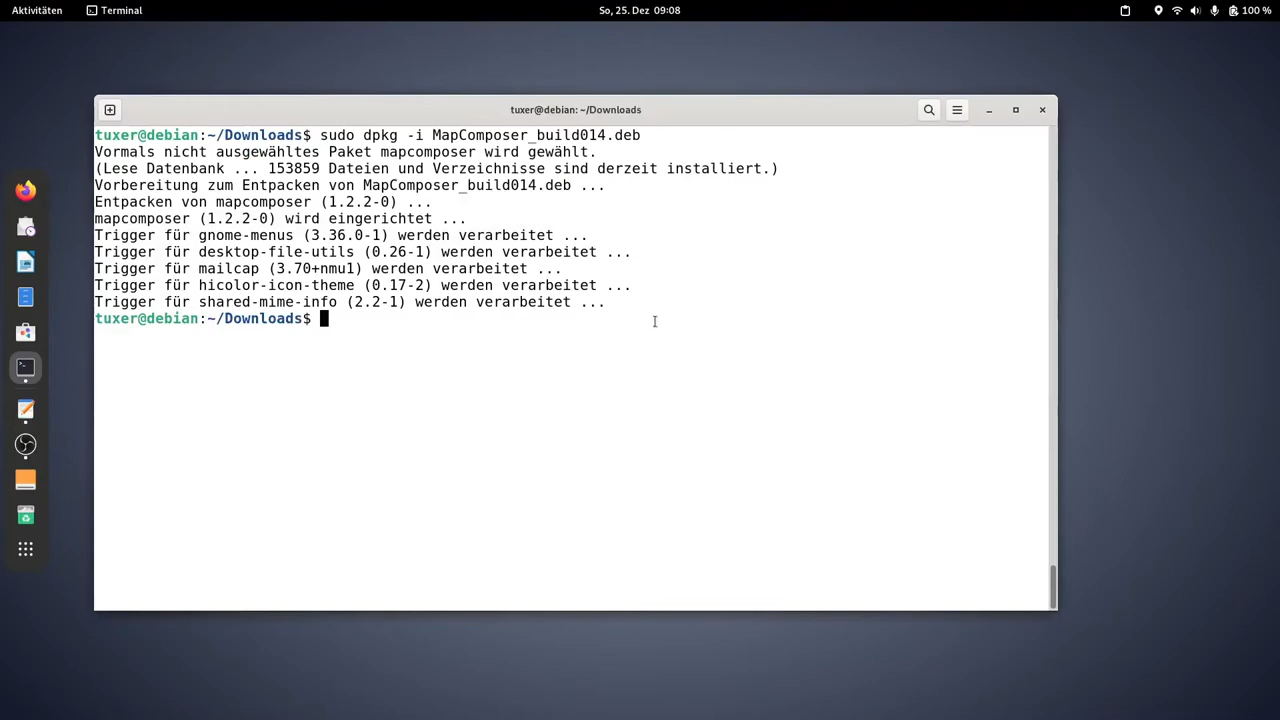 Aktivitäten
Terminal
So, 25. Dez 09:08
100 %
tuxer@debian: ~/Downloads
tuxer@debian:~/Downloads$ sudo dpkg -i MapComposer_build014.deb
Vormals nicht ausgewähltes Paket mapcomposer wird gewählt.
(Lese Datenbank ... 153859 Dateien und Verzeichnisse sind derzeit installiert.)
Vorbereitung zum Entpacken von MapComposer_build014.deb ...
Entpacken von mapcomposer (1.2.2-0) ...
mapcomposer (1.2.2-0) wird eingerichtet ...
Trigger für gnome-menus (3.36.0-1) werden verarbeitet ...
Trigger für desktop-file-utils (0.26-1) werden verarbeitet ...
Trigger für mailcap (3.70+nmu1) werden verarbeitet ...
Trigger für hicolor-icon-theme (0.17-2) werden verarbeitet ...
Trigger für shared-mime-info (2.2-1) werden verarbeitet ...
tuxer@debian:~/Downloads$